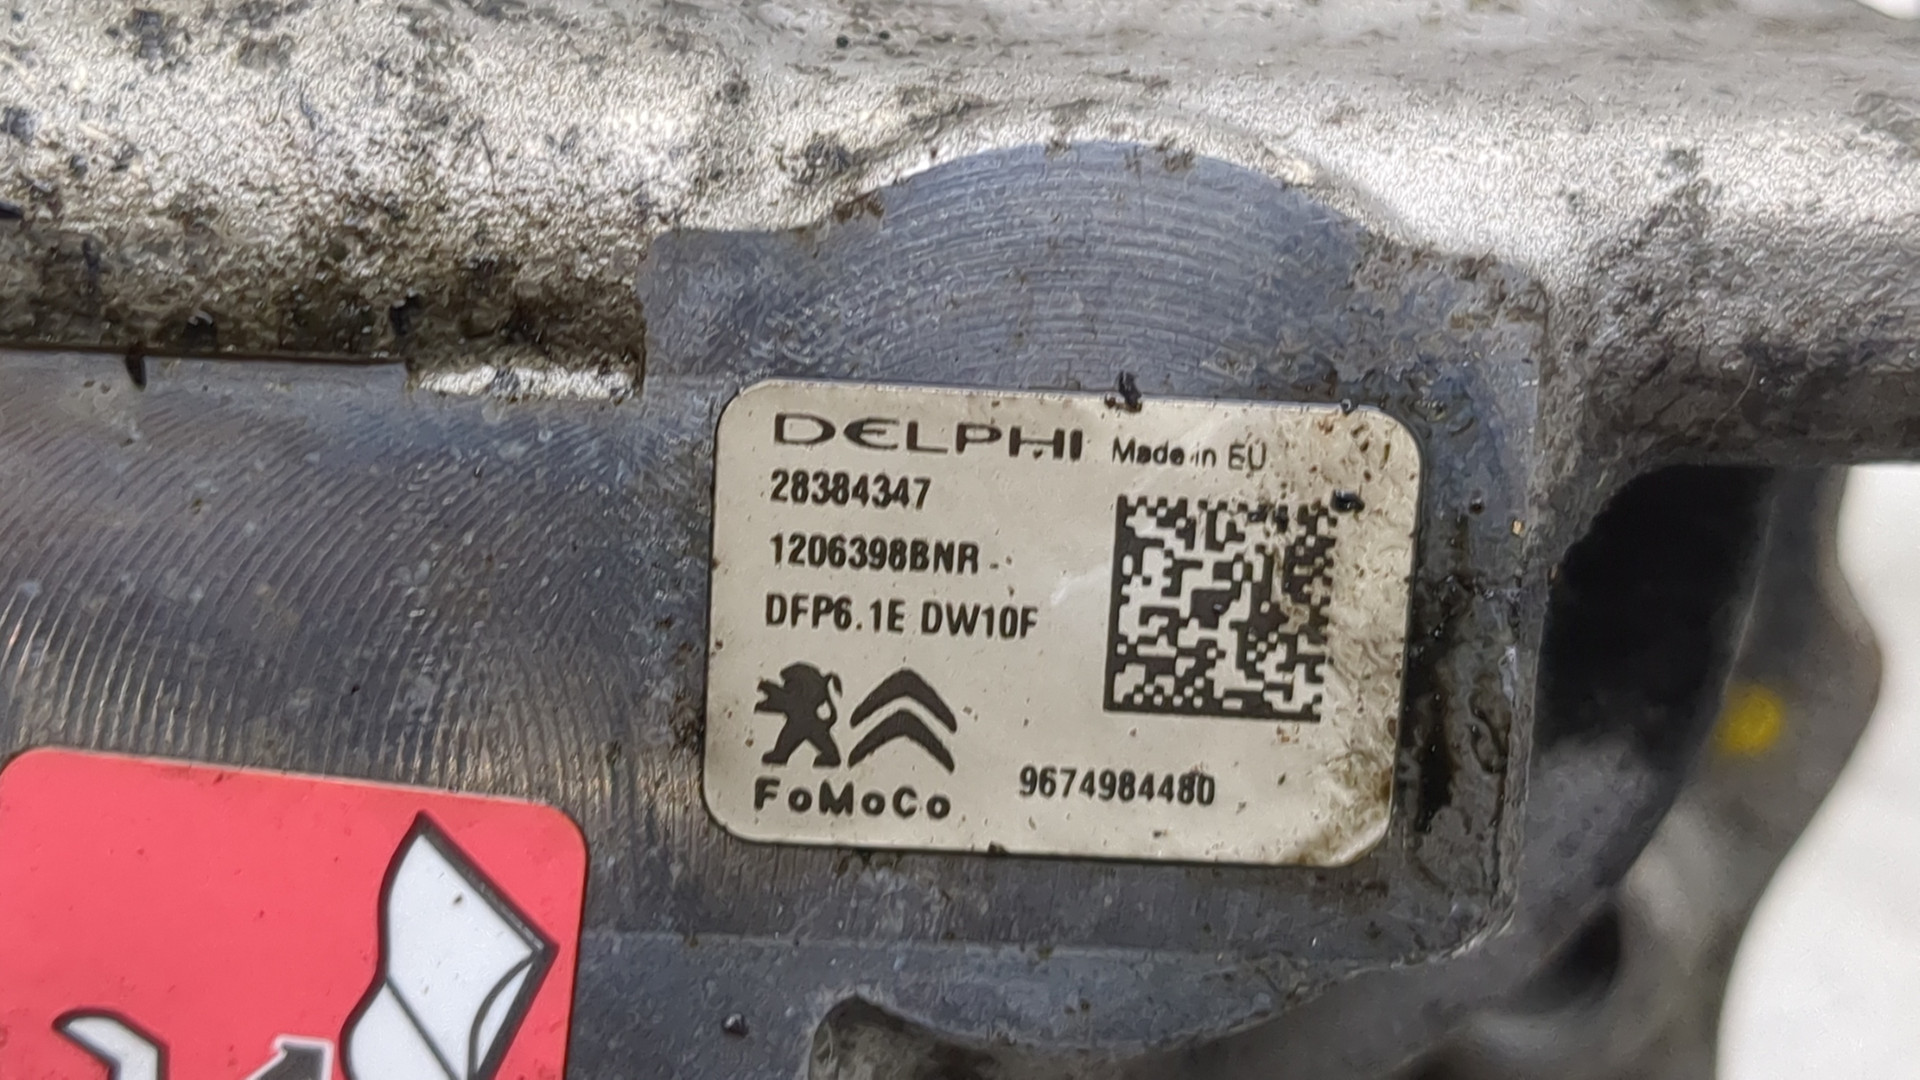 DELPHI Made in EU
28384347
1206398BNR
DFP6.1E DW10F
FoMoCo
9674984480